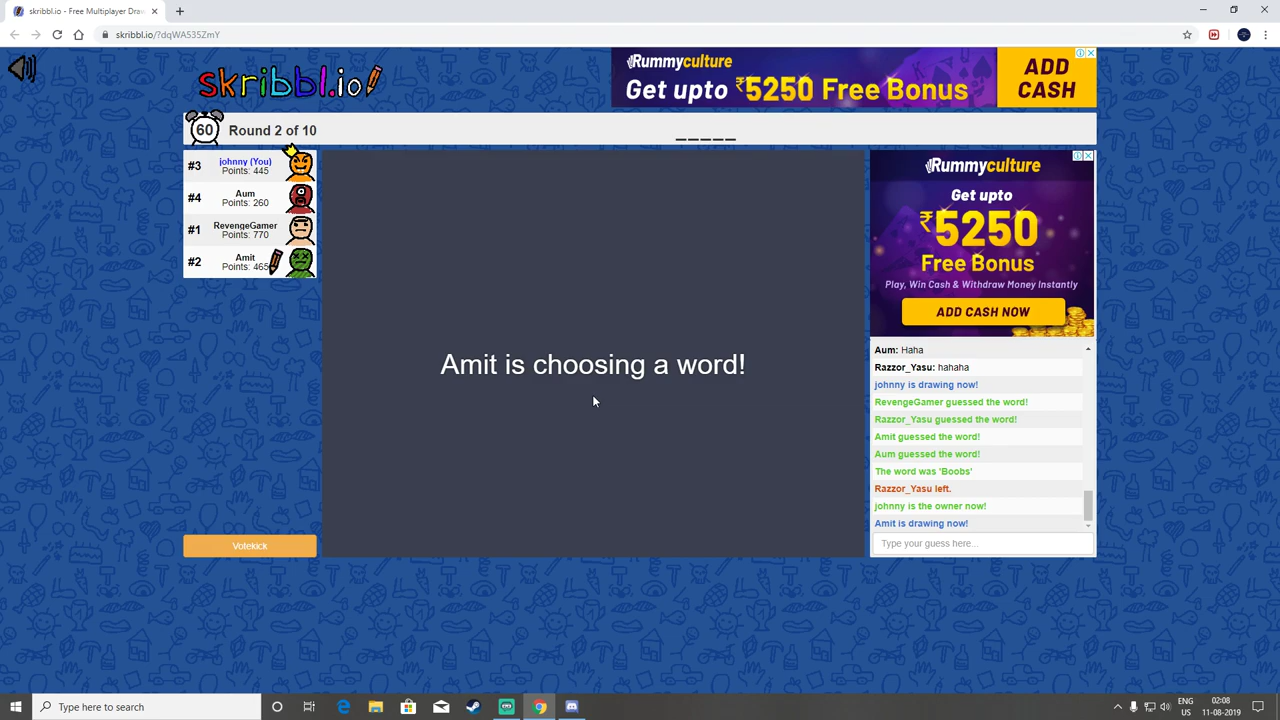 skribbl.io - Free Multiplayer Dra
skribbl.io/?dqWA535ZmY
skribbl.io
Rummyculture
Get upto ₹5250 Free Bonus
ADD
CASH
60
Round 2 of 10
_____
#3
johnny (You)
Points: 445
#4
Aum
Points: 260
#1
RevengeGamer
Points: 770
#2
Amit
Points: 465
Votekick
Amit is choosing a word!
Rummyculture
Get upto
₹5250
Free Bonus
Play, Win Cash & Withdraw Money Instantly
ADD CASH NOW
Aum: Haha
Razzor_Yasu: hahaha
johnny is drawing now!
RevengeGamer guessed the word!
Razzor_Yasu guessed the word!
Amit guessed the word!
Aum guessed the word!
The word was 'Boobs'
Razzor_Yasu left.
johnny is the owner now!
Amit is drawing now!
Type your guess here...
Type here to search
ENG
US
02:08
11-08-2019